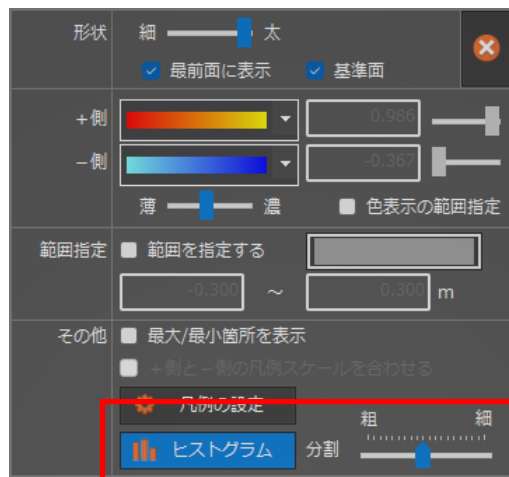 形状 細 太
最前面に表示 基準面
+側 0.986
−側 -0.367
薄 濃 色表示の範囲指定
範囲指定 範囲を指定する
-0.300 ～ 0.300 m
その他 最大/最小箇所を表示
+側と−側の凡例スケールを合わせる
凡例の設定
粗 細
ヒストグラム 分割